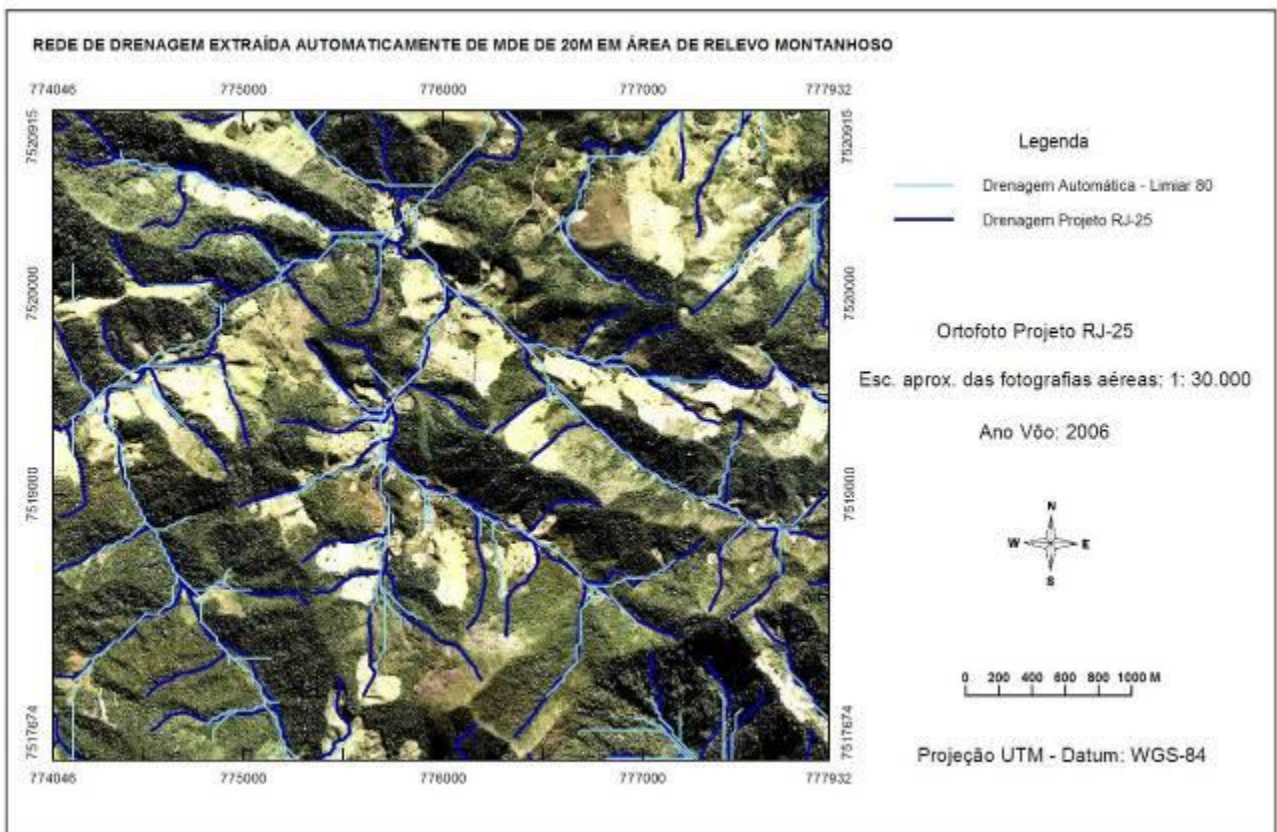 REDE DE DRENAGEM EXTRAÍDA AUTOMATICAMENTE DE MDE DE 20M EM ÁREA DE RELEVO MONTANHOSO
774046 775000 776000 777000 777932
7520915 7520915
7520000 7520000
7519000 7519000
7517674 7517674
774046 775000 776000 777000 777932
Legenda
Drenagem Automática - Limiar 80
Drenagem Projeto RJ-25
Ortofoto Projeto RJ-25
Esc. aprox. das fotografias aéreas: 1: 30.000
Ano Vôo: 2006
N
W E
S
0 200 400 600 800 1000 M
Projeção UTM - Datum: WGS-84